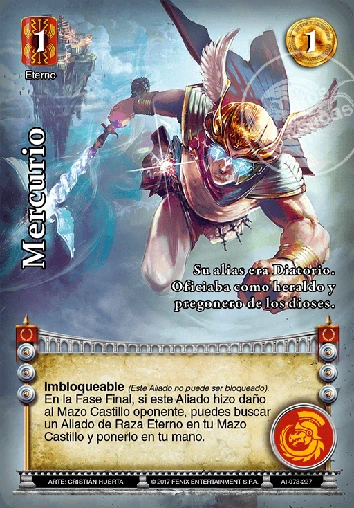 1
1
Eterno
Mercurio
Su alias era Diatorio.
Oficiaba como heraldo y
pregonero de los dioses.
Imbloqueable (Este Aliado no puede ser bloqueado).
En la Fase Final, si este Aliado hizo daño
al Mazo Castillo oponente, puedes buscar
un Aliado de Raza Eterno en tu Mazo
Castillo y ponerlo en tu mano.
ARTE: CRISTIÁN HUERTA © 2017 FENIX ENTERTAINMENT S.P.A.